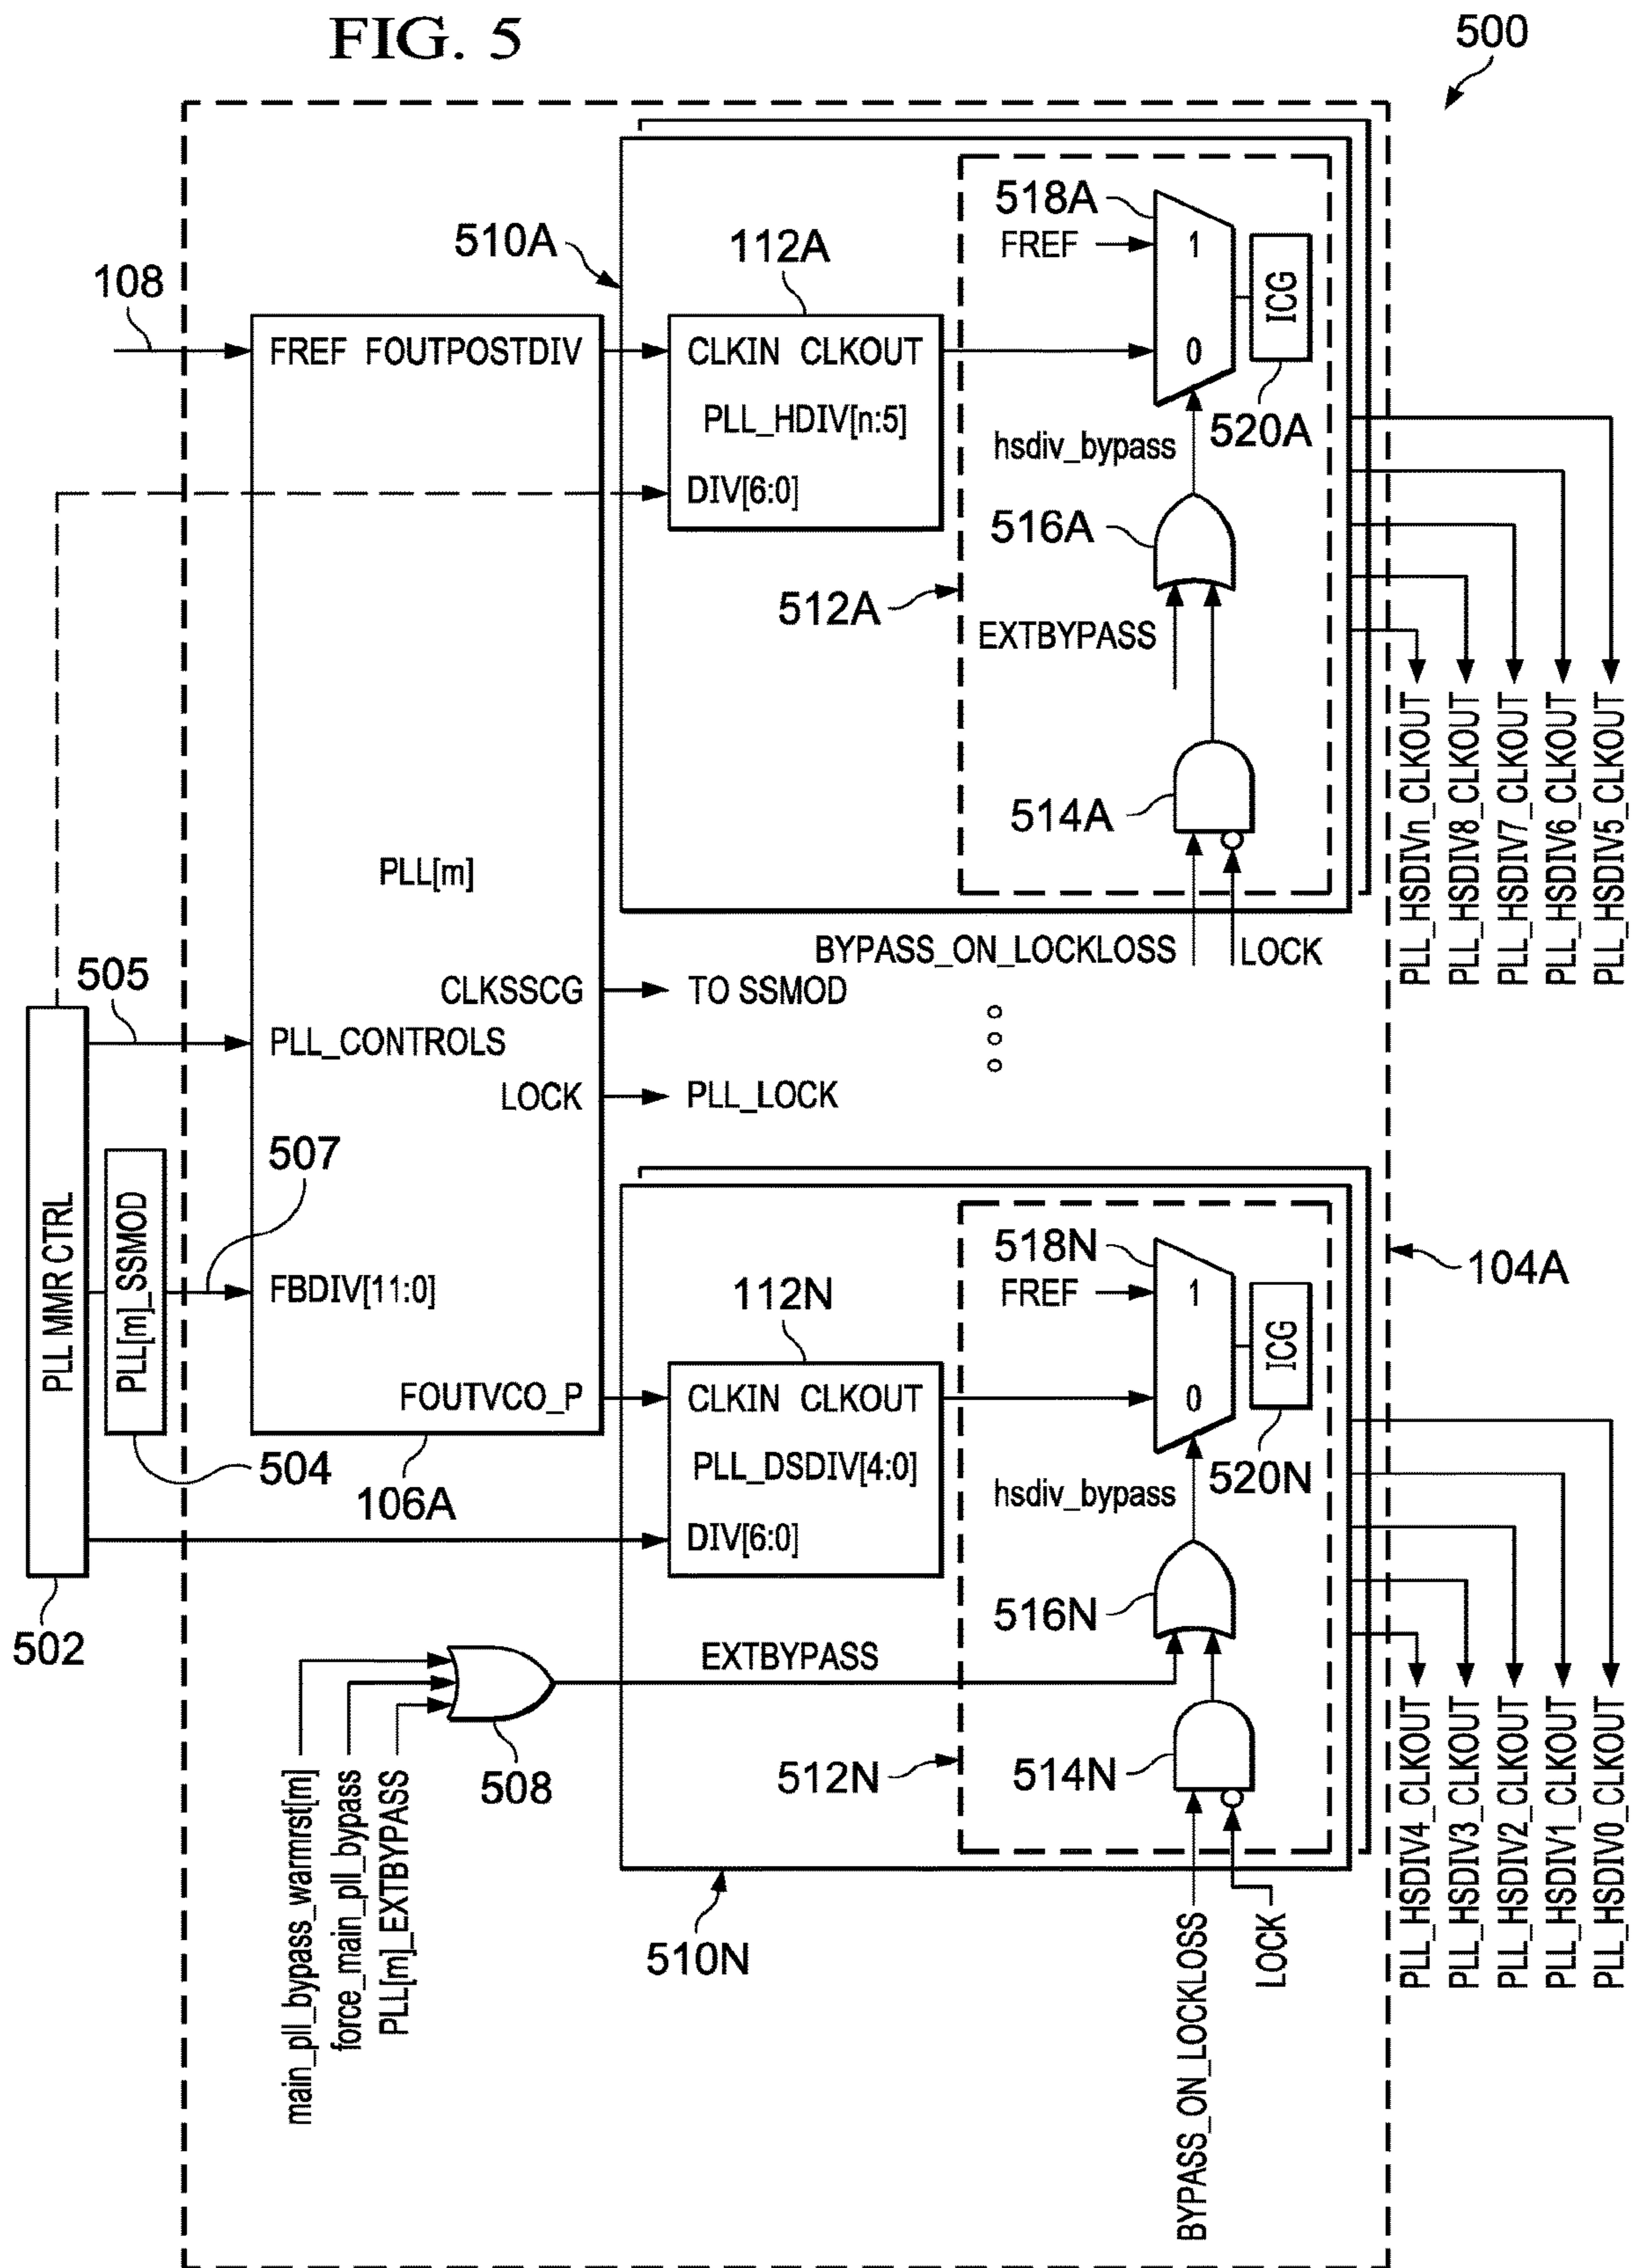 FIG. 5
500
510A
112A
518A
FREF
1
0
ICG
520A
108
FREF FOUTPOSTDIV
CLKIN CLKOUT
PLL_HDIV[n:5]
DIV[6:0]
hsdiv_bypass
516A
512A
EXTBYPASS
514A
PLL[m]
BYPASS_ON_LOCKLOSS
LOCK
PLL_HSDIVn_CLKOUT
PLL_HSDIV8_CLKOUT
PLL_HSDIV7_CLKOUT
PLL_HSDIV6_CLKOUT
PLL_HSDIV5_CLKOUT
505
CLKSSCG
TO SSMOD
PLL_CONTROLS
LOCK
PLL_LOCK
507
PLL MMR CTRL
PLL[m]_SSMOD
FBDIV[11:0]
FOUTVCO_P
504
106A
502
104A
112N
518N
FREF
1
0
ICG
520N
CLKIN CLKOUT
PLL_DSDIV[4:0]
DIV[6:0]
hsdiv_bypass
516N
EXTBYPASS
508
512N
514N
510N
main_pll_bypass_warmrst[m]
force_main_pll_bypass
PLL[m]_EXTBYPASS
BYPASS_ON_LOCKLOSS
LOCK
PLL_HSDIV4_CLKOUT
PLL_HSDIV3_CLKOUT
PLL_HSDIV2_CLKOUT
PLL_HSDIV1_CLKOUT
PLL_HSDIV0_CLKOUT